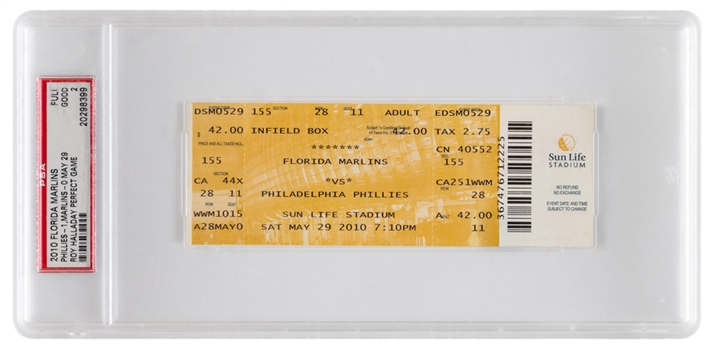 PSA
2010 FLORIDA MARLINS FULL
PHILLIES-1, MARLINS-0 MAY 29 GOOD 2
ROY HALLADAY PERFECT GAME 20298399
DSM0529 155 28 11 ADULT EDSM0529
$ 42.00 INFIELD BOX 42.00 TAX 2.75
******* CN 40552
155 FLORIDA MARLINS 155
CA 44X *VS* CA251WWM
28 11 PHILADELPHIA PHILLIES 28
WWM1015 SUN LIFE STADIUM A 42.00
A28MAY0 SAT MAY 29 2010 7:10PM 11
367476712225
Sun Life
STADIUM
NO REFUND
NO EXCHANGE
EVENT DATE AND TIME
SUBJECT TO CHANGE